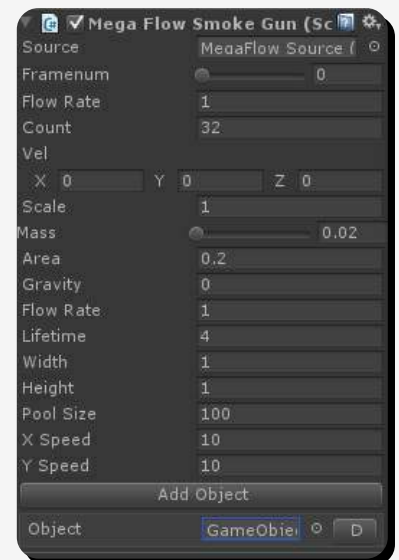 Mega Flow Smoke Gun (Sc
Source MegaFlow Source (
Framenum 0
Flow Rate 1
Count 32
Vel
X 0 Y 0 Z 0
Scale 1
Mass 0.02
Area 0.2
Gravity 0
Flow Rate 1
Lifetime 4
Width 1
Height 1
Pool Size 100
X Speed 10
Y Speed 10
Add Object
Object GameObje D